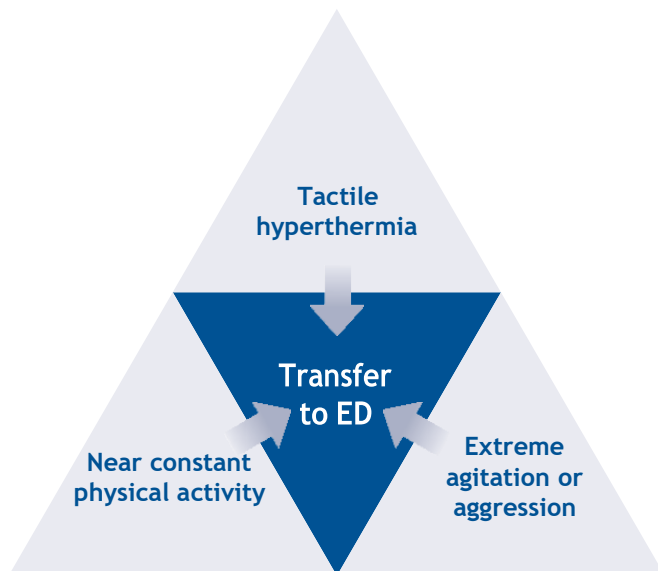 Tactile
hyperthermia
Transfer
to ED
Near constant
physical activity
Extreme
agitation or
aggression